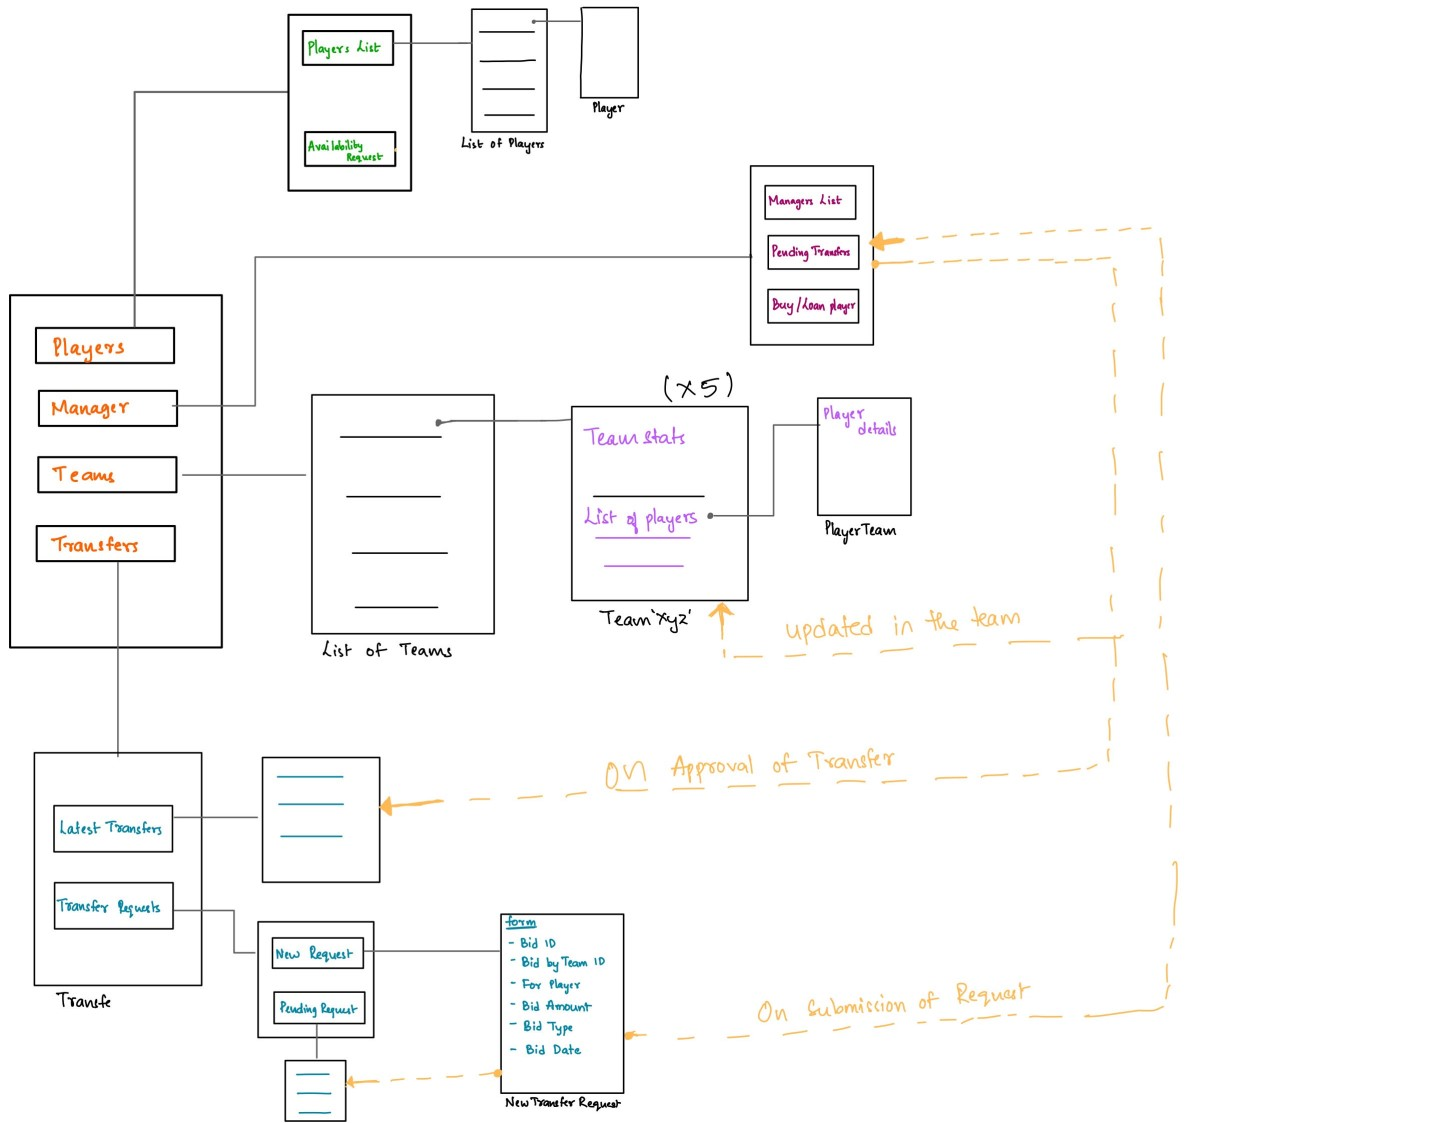 Players List
Availability
Request
List of Players
Player
Managers List
Pending Transfers
Buy/Loan player
Players
Manager
Teams
Transfers
List of Teams
(x5)
Team stats
List of players
Team 'xyz'
Player
details
Player Team
updated in the team
On Approval of Transfer
Latest Transfers
Transfer Requests
Transfe
New Request
Pending Request
form
- Bid ID
- Bid by Team ID
- For Player
- Bid Amount
- Bid Type
- Bid Date
New Transfer Request
On Submission of Request